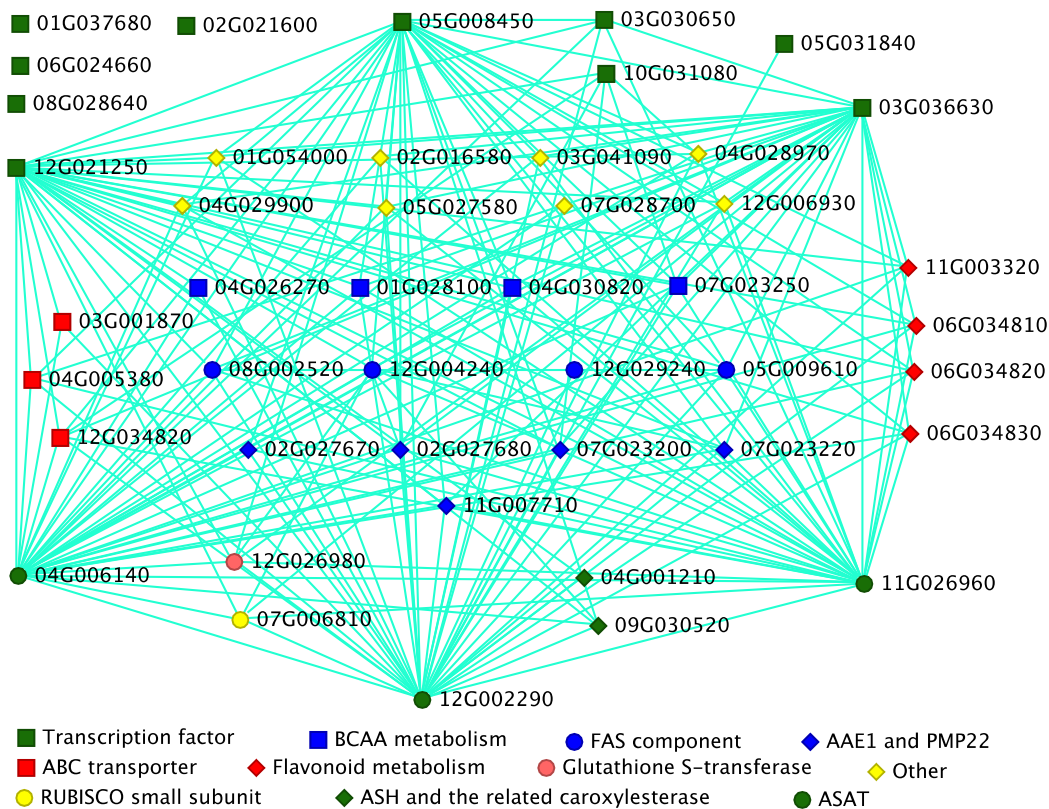 01G037680
02G021600
05G008450
03G030650
05G031840
06G024660
10G031080
08G028640
03G036630
12G021250
01G054000
02G016580
03G041090
04G028970
04G029900
05G027580
07G028700
12G006930
11G003320
04G026270
01G028100
04G030820
07G023250
03G001870
06G034810
04G005380
08G002520
12G004240
12G029240
05G009610
06G034820
12G034820
02G027670
02G027680
07G023200
07G023220
06G034830
11G007710
12G026980
04G006140
04G001210
11G026960
07G006810
09G030520
12G002290
Transcription factor
BCAA metabolism
FAS component
AAE1 and PMP22
ABC transporter
Flavonoid metabolism
Glutathione S-transferase
Other
RUBISCO small subunit
ASH and the related caroxylesterase
ASAT